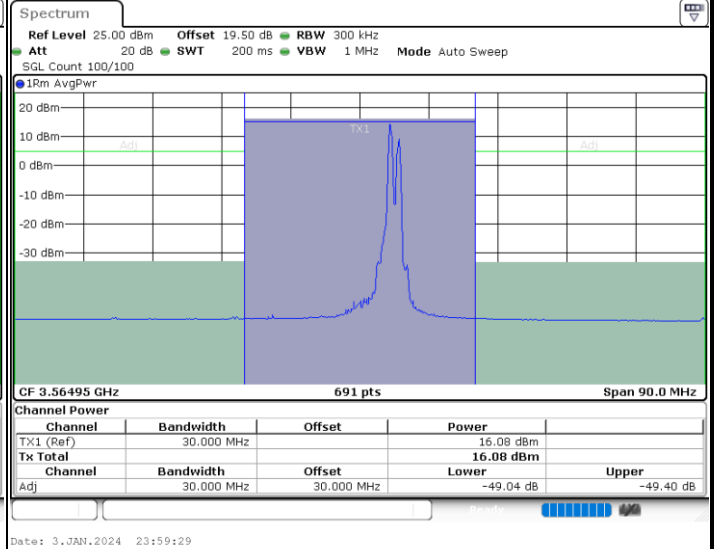 Spectrum
Ref Level 25.00 dBm Offset 19.50 dB RBW 300 kHz
Att 20 dB SWT 200 ms VBW 1 MHz Mode Auto Sweep
SGL Count 100/100
1Rm AvgPwr
20 dBm
TX1
10 dBm
Adj Adj
0 dBm
-10 dBm
-20 dBm
-30 dBm
CF 3.56495 GHz 691 pts Span 90.0 MHz
Channel Power
Channel Bandwidth Offset Power
TX1 (Ref) 30.000 MHz 16.08 dBm
Tx Total 16.08 dBm
Channel Bandwidth Offset Lower Upper
Adj 30.000 MHz 30.000 MHz -49.04 dB -49.40 dB
Ready
Date: 3.JAN.2024 23:59:29